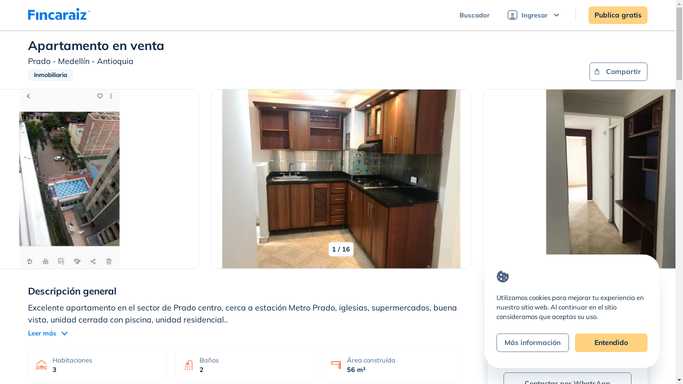 Fincaraiz
Buscador
Ingresar
Publica gratis
Apartamento en venta
Prado - Medellín - Antioquia
Inmobiliaria
Compartir
1 / 16
Descripción general
Excelente apartamento en el sector de Prado centro, cerca a estación Metro Prado, iglesias, supermercados, buena
vista, unidad cerrada con piscina, unidad residencial..
Leer más
Habitaciones
3
Baños
2
Área construida
56 m²
Utilizamos cookies para mejorar tu experiencia en
nuestro sitio web. Al continuar en el sitio
consideramos que aceptas su uso.
Más información
Entendido
Contactar por WhatsApp